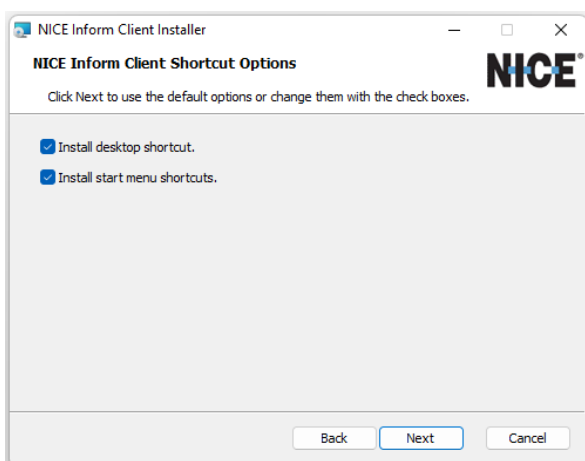 NICE Inform Client Installer
NICE Inform Client Shortcut Options
NICE®
Click Next to use the default options or change them with the check boxes.
Install desktop shortcut.
Install start menu shortcuts.
Back
Next
Cancel